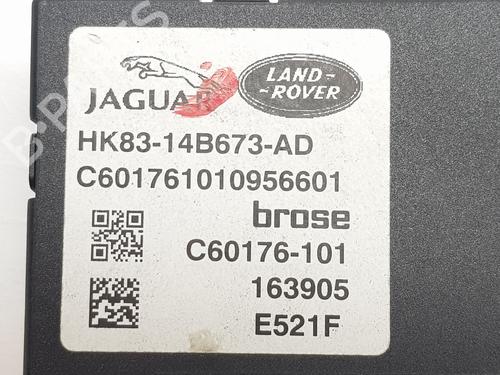 JAGUAR
LAND-
-ROVER
HK83-14B673-AD
C601761010956601
brose
C60176-101
163905
E521F